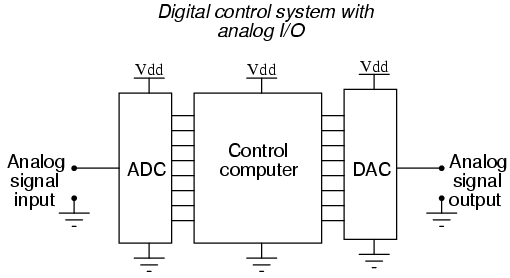 Digital control system with
analog I/O
Vdd
Vdd
Vdd
Analog
signal
input
ADC
Control
computer
DAC
Analog
signal
output